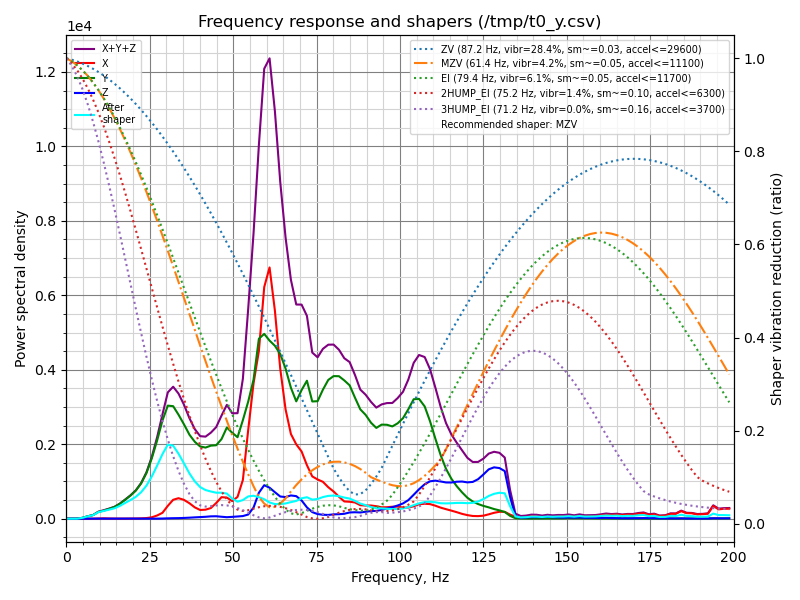 Frequency response and shapers (/tmp/t0_y.csv)
1e4
X+Y+Z
X
Y
Z
After
shaper
ZV (87.2 Hz, vibr=28.4%, sm~=0.03, accel<=29600)
MZV (61.4 Hz, vibr=4.2%, sm~=0.05, accel<=11100)
EI (79.4 Hz, vibr=6.1%, sm~=0.05, accel<=11700)
2HUMP_EI (75.2 Hz, vibr=1.4%, sm~=0.10, accel<=6300)
3HUMP_EI (71.2 Hz, vibr=0.0%, sm~=0.16, accel<=3700)
Recommended shaper: MZV
Power spectral density
1.2
1.0
0.8
0.6
0.4
0.2
0.0
1.0
0.8
0.6
0.4
0.2
0.0
Shaper vibration reduction (ratio)
0 25 50 75 100 125 150 175 200
Frequency, Hz